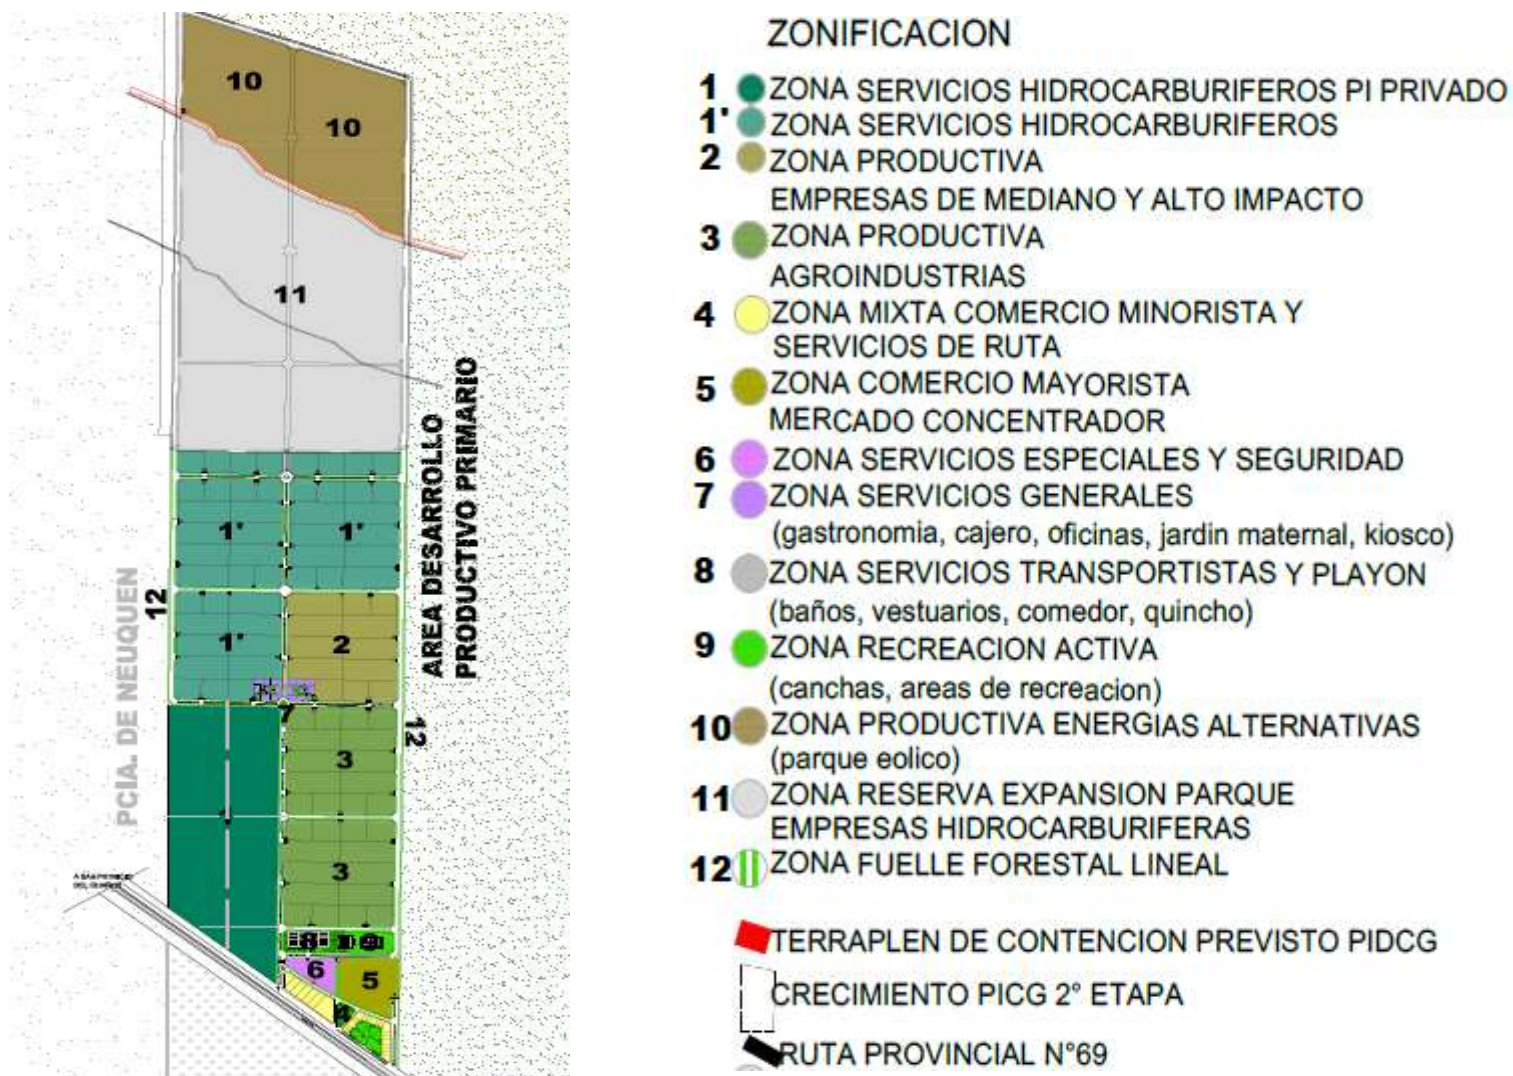 10
10
11
AREA DESARROLLO
PRODUCTIVO PRIMARIO
1'
1'
12
PCIA. DE NEUQUEN
1'
2
7
12
3
1
3
8
9
6
5
4
ZONIFICACION
1 ZONA SERVICIOS HIDROCARBURIFEROS PI PRIVADO
1' ZONA SERVICIOS HIDROCARBURIFEROS
2 ZONA PRODUCTIVA
EMPRESAS DE MEDIANO Y ALTO IMPACTO
3 ZONA PRODUCTIVA
AGROINDUSTRIAS
4 ZONA MIXTA COMERCIO MINORISTA Y
SERVICIOS DE RUTA
5 ZONA COMERCIO MAYORISTA
MERCADO CONCENTRADOR
6 ZONA SERVICIOS ESPECIALES Y SEGURIDAD
7 ZONA SERVICIOS GENERALES
(gastronomia, cajero, oficinas, jardin maternal, kiosco)
8 ZONA SERVICIOS TRANSPORTISTAS Y PLAYON
(baños, vestuarios, comedor, quincho)
9 ZONA RECREACION ACTIVA
(canchas, areas de recreacion)
10 ZONA PRODUCTIVA ENERGIAS ALTERNATIVAS
(parque eolico)
11 ZONA RESERVA EXPANSION PARQUE
EMPRESAS HIDROCARBURIFERAS
12 ZONA FUELLE FORESTAL LINEAL
TERRAPLEN DE CONTENCION PREVISTO PIDCG
CRECIMIENTO PICG 2° ETAPA
RUTA PROVINCIAL N°69